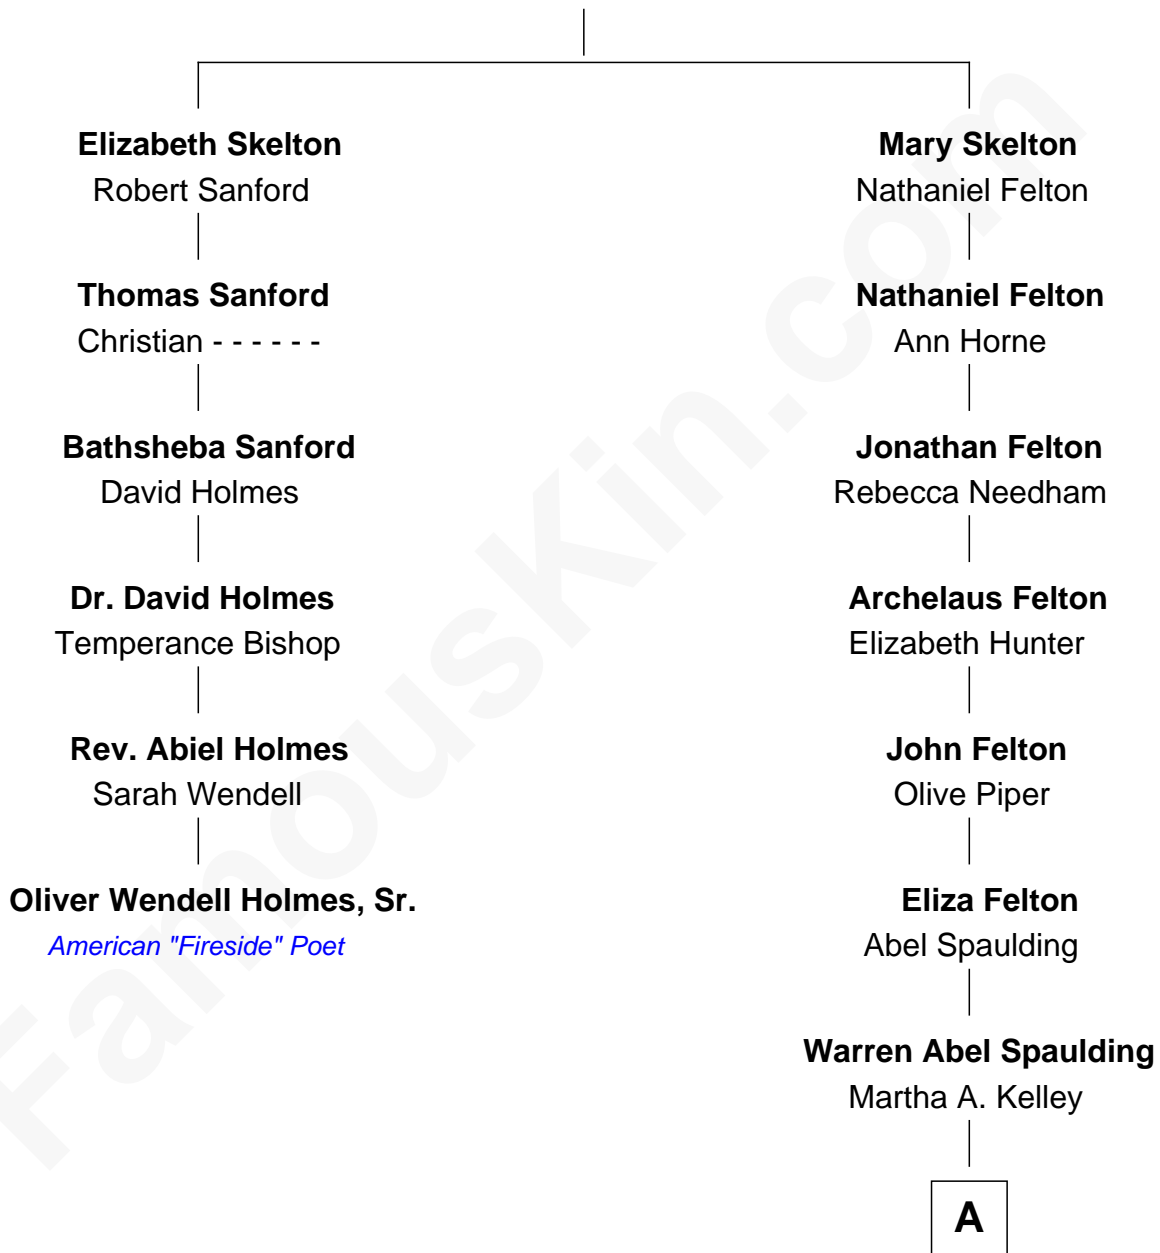 Elizabeth Skelton
Robert Sanford
Thomas Sanford
Christian - - - - - -
Bathsheba Sanford
David Holmes
Dr. David Holmes
Temperance Bishop
Rev. Abiel Holmes
Sarah Wendell
Oliver Wendell Holmes, Sr.
American "Fireside" Poet
Mary Skelton
Nathaniel Felton
Nathaniel Felton
Ann Horne
Jonathan Felton
Rebecca Needham
Archelaus Felton
Elizabeth Hunter
John Felton
Olive Piper
Eliza Felton
Abel Spaulding
Warren Abel Spaulding
Martha A. Kelley
A
FamousKin.com